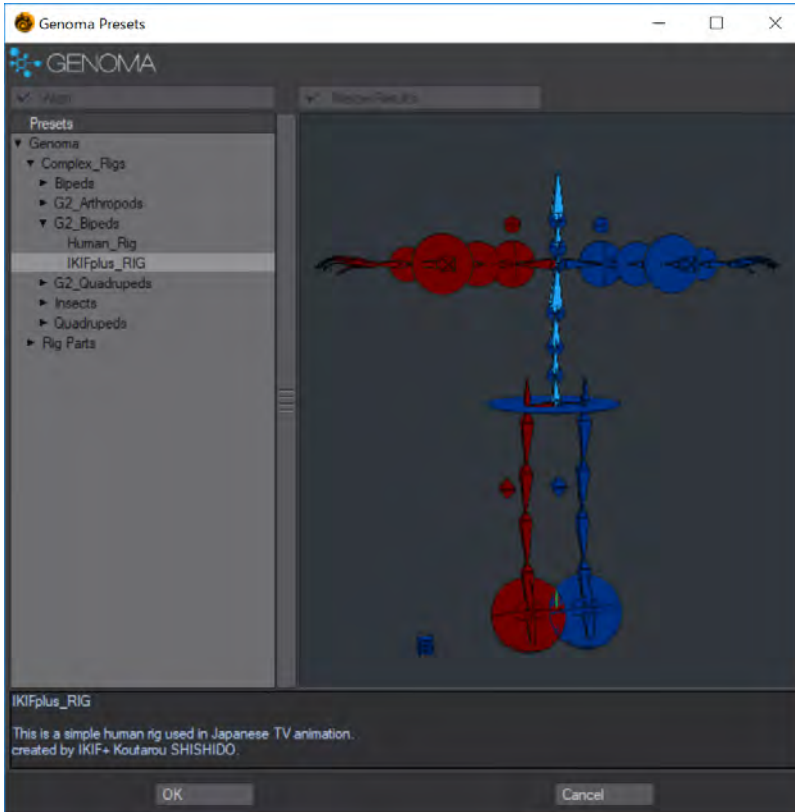 Genoma Presets
GENOMA
Align
Presets
Genoma
Complex_Rigs
Bipeds
G2_Arthropods
G2_Bipeds
Human_Rig
IKIFplus_RIG
G2_Quadrupeds
Insects
Quadrupeds
Rig Parts
IKIFplus_RIG
This is a simple human rig used in Japanese TV animation.
created by IKIF+ Koutarou SHISHIDO.
OK Cancel